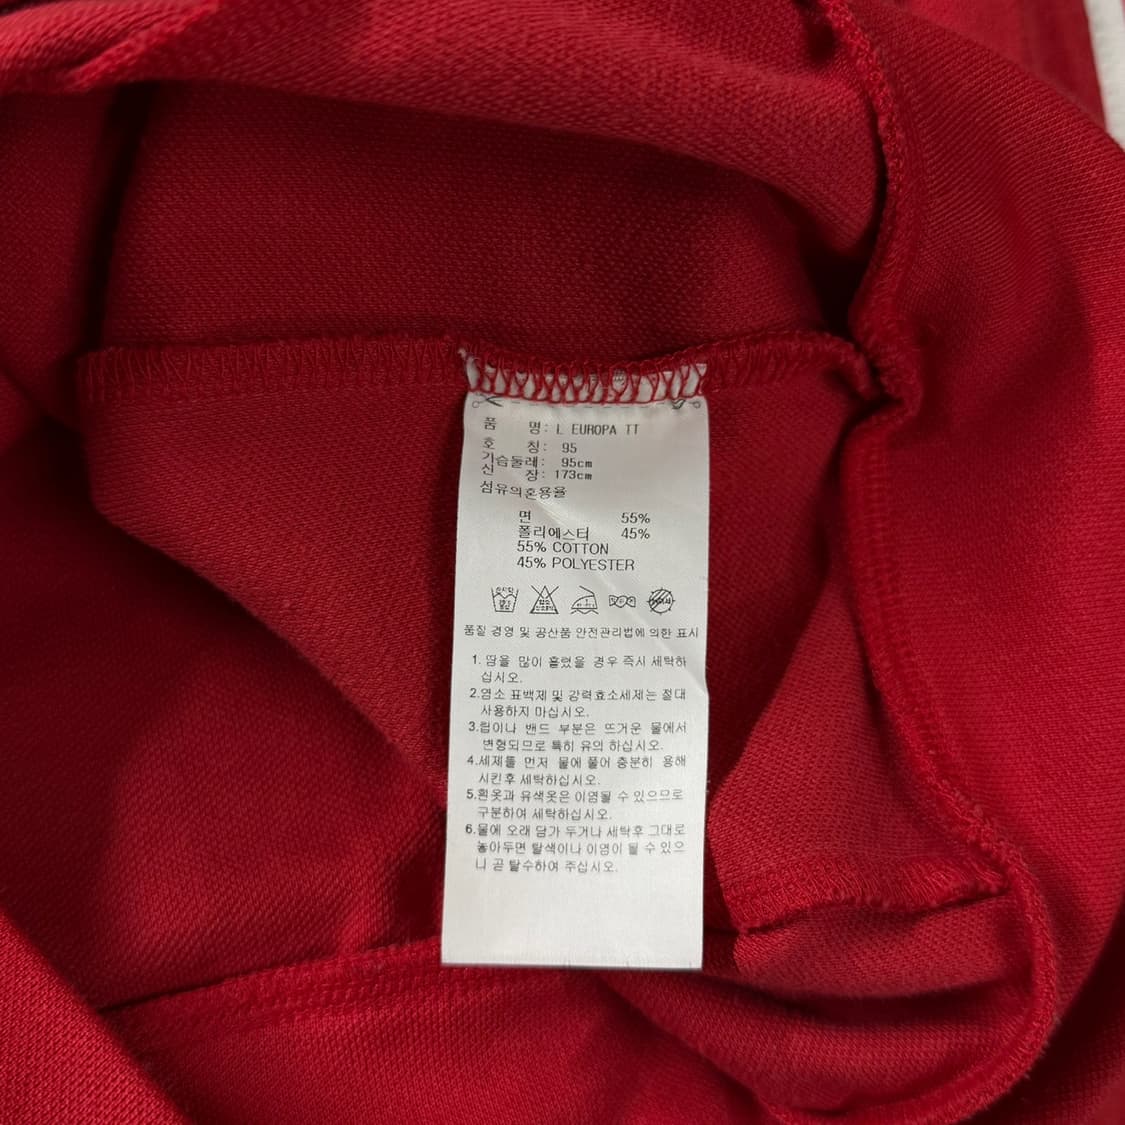 품 명: L EUROPA TT
호 칭: 95
가슴둘레: 95cm
신 장: 173cm
섬유의혼용율
면 55%
폴리에스터 45%
55% COTTON
45% POLYESTER
품질 경영 및 공산품 안전관리법에 의한 표시
1. 땀을 많이 흘렸을 경우 즉시 세탁하
십시오.
2.염소 표백제 및 강력효소세제는 절대
사용하지 마십시오.
3.립이나 밴드 부분은 뜨거운 물에서
변형되므로 특히 유의 하십시오.
4.세제를 먼저 물에 풀어 충분히 용해
시킨후 세탁하십시오.
5.흰옷과 유색옷은 이염될 수 있으므로
구분하여 세탁하십시오.
6.물에 오래 담가 두거나 세탁후 그대로
놓아두면 탈색이나 이염이 될 수 있으
니 곧 탈수하여 주십시오.